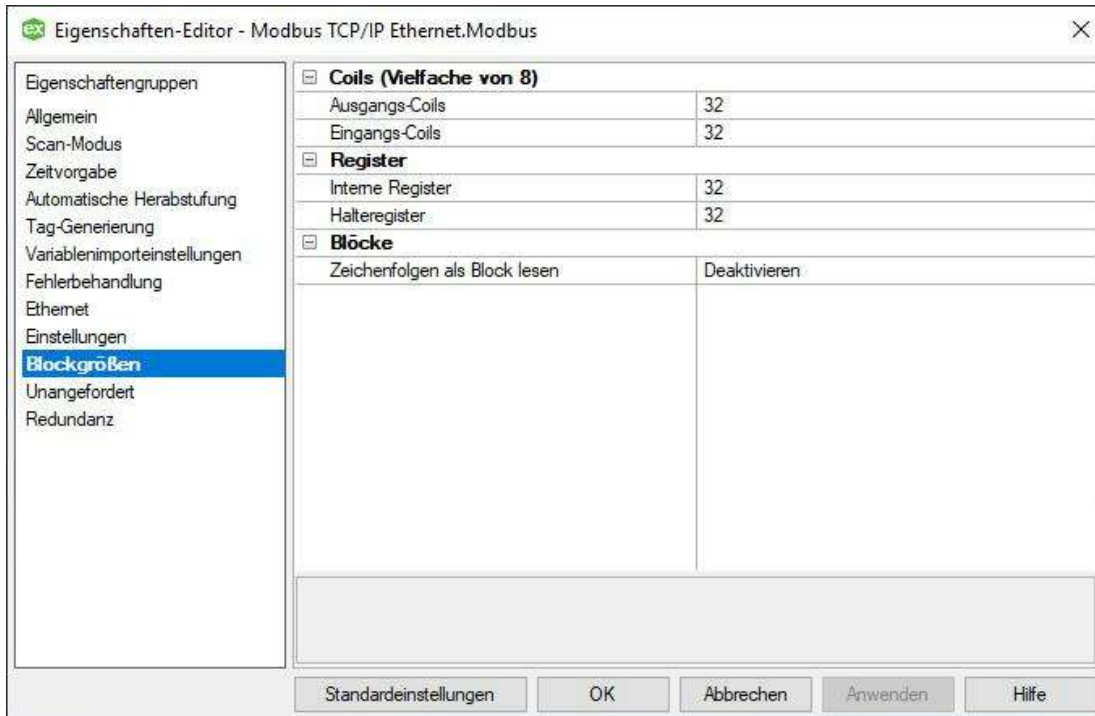 Eigenschaften-Editor - Modbus TCP/IP Ethernet.Modbus
Eigenschaftengruppen
Allgemein
Scan-Modus
Zeitvorgabe
Automatische Herabstufung
Tag-Generierung
Variablenimporteinstellungen
Fehlerbehandlung
Ethernet
Einstellungen
Blockgrößen
Unangefordert
Redundanz
Coils (Vielfache von 8)
Ausgangs-Coils 32
Eingangs-Coils 32
Register
Interne Register 32
Halteregister 32
Blöcke
Zeichenfolgen als Block lesen Deaktivieren
Standardeinstellungen OK Abbrechen Anwenden Hilfe